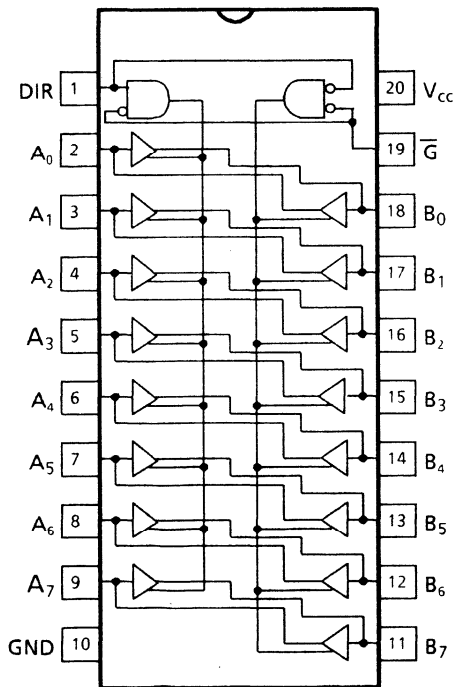 DIR 1 20 Vcc
A0 2 19 G̅
A1 3 18 B0
A2 4 17 B1
A3 5 16 B2
A4 6 15 B3
A5 7 14 B4
A6 8 13 B5
A7 9 12 B6
GND 10 11 B7